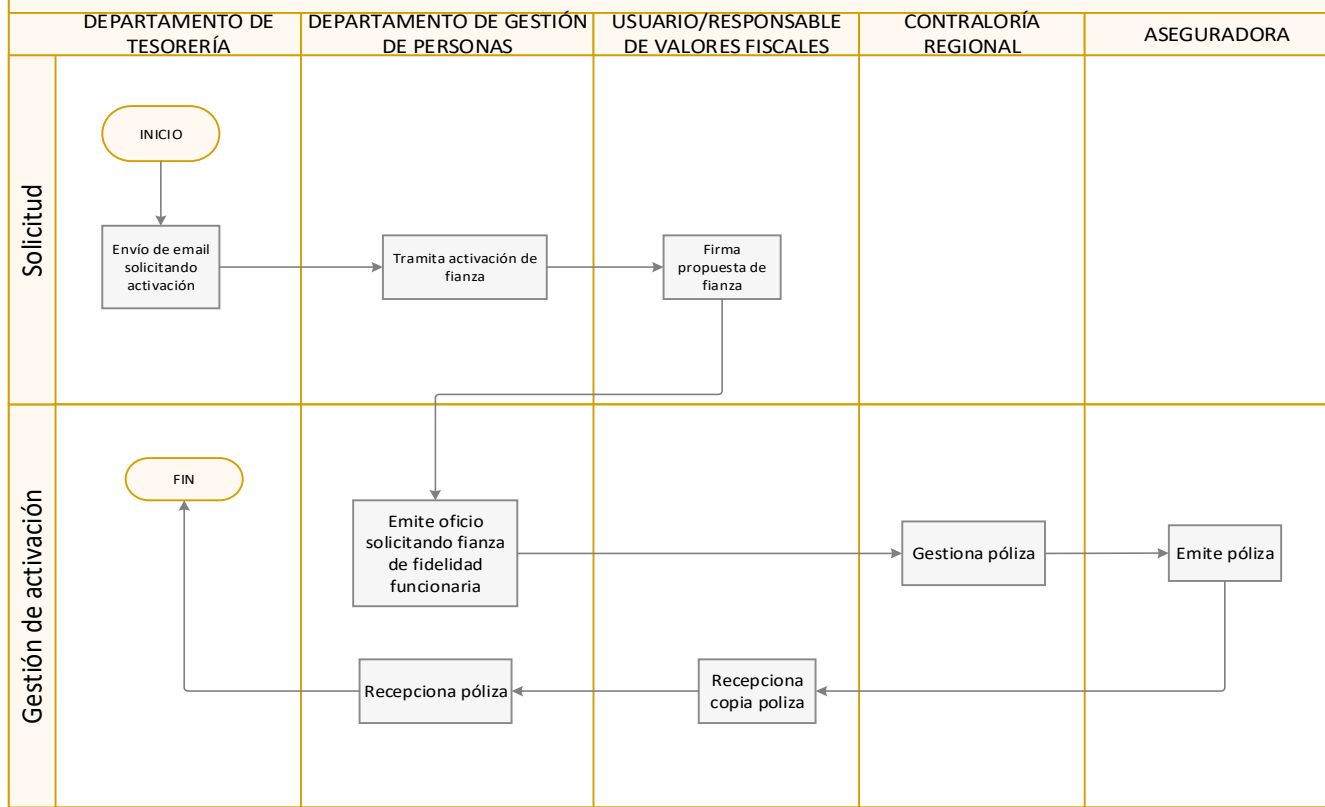 DEPARTAMENTO DE
TESORERÍA
DEPARTAMENTO DE GESTIÓN
DE PERSONAS
USUARIO/RESPONSABLE
DE VALORES FISCALES
CONTRALORÍA
REGIONAL
ASEGURADORA
Solicitud
INICIO
Envío de email
solicitando
activación
Tramita activación de
fianza
Firma
propuesta de
fianza
Gestión de activación
FIN
Emite oficio
solicitando fianza
de fidelidad
funcionaria
Gestiona póliza
Emite póliza
Recepciona póliza
Recepciona
copia poliza